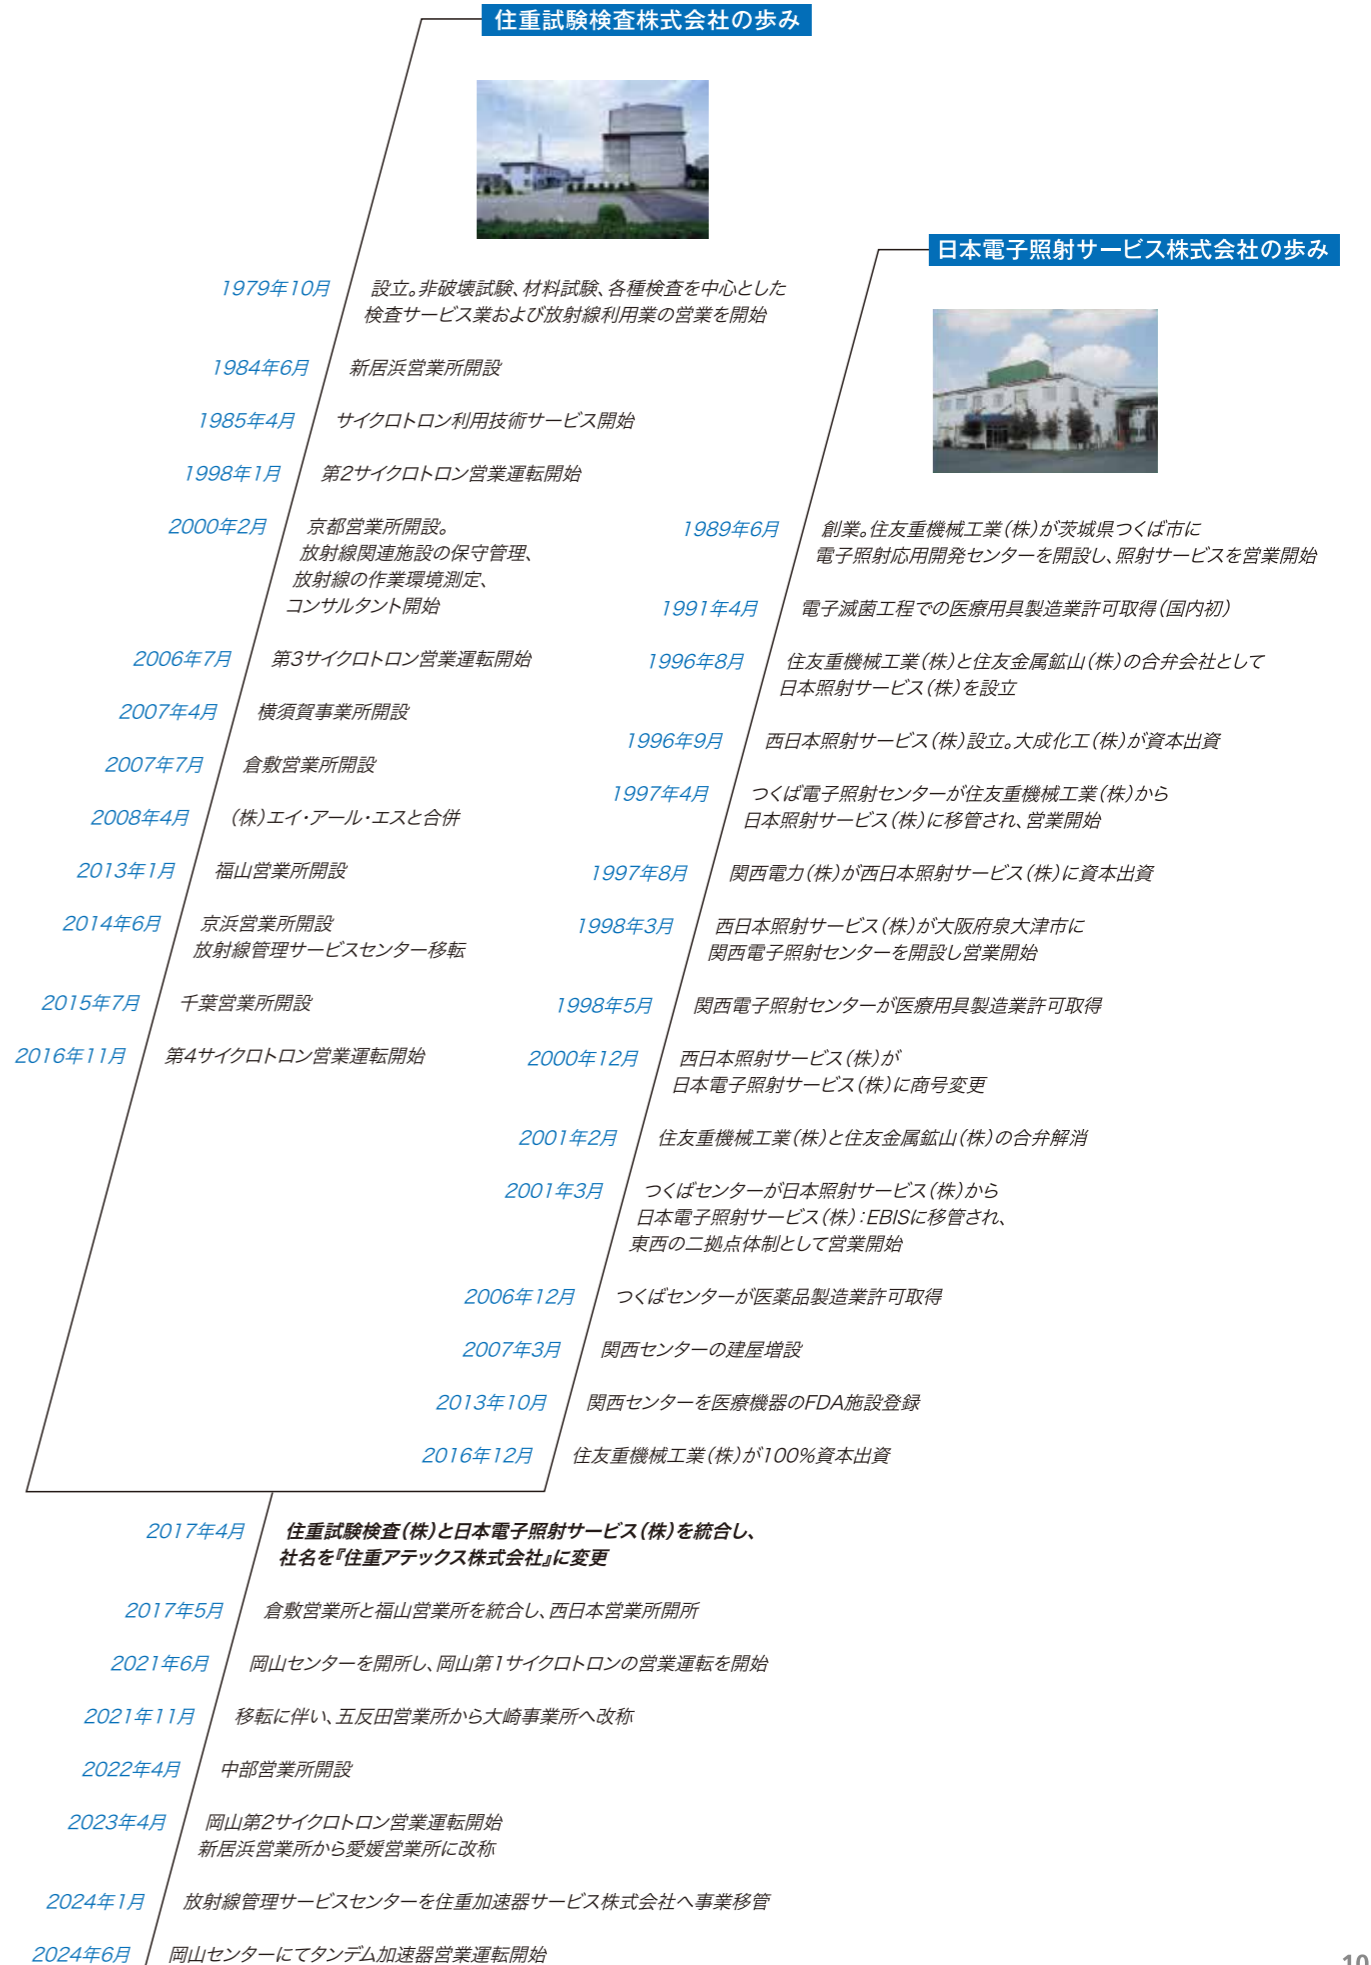 住重試験検査株式会社の歩み
1979年10月 設立。非破壊試験、材料試験、各種検査を中心とした
検査サービス業および放射線利用業の営業を開始
1984年6月 新居浜営業所開設
1985年4月 サイクロトロン利用技術サービス開始
1998年1月 第2サイクロトロン営業運転開始
2000年2月 京都営業所開設。
放射線関連施設の保守管理、
放射線の作業環境測定、
コンサルタント開始
2006年7月 第3サイクロトロン営業運転開始
2007年4月 横須賀事業所開設
2007年7月 倉敷営業所開設
2008年4月 (株)エイ・アール・エスと合併
2013年1月 福山営業所開設
2014年6月 京浜営業所開設
放射線管理サービスセンター移転
2015年7月 千葉営業所開設
2016年11月 第4サイクロトロン営業運転開始
日本電子照射サービス株式会社の歩み
1989年6月 創業。住友重機械工業(株)が茨城県つくば市に
電子照射応用開発センターを開設し、照射サービスを営業開始
1991年4月 電子滅菌工程での医療用具製造業許可取得(国内初)
1996年8月 住友重機械工業(株)と住友金属鉱山(株)の合弁会社として
日本照射サービス(株)を設立
1996年9月 西日本照射サービス(株)設立。大成化工(株)が資本出資
1997年4月 つくば電子照射センターが住友重機械工業(株)から
日本照射サービス(株)に移管され、営業開始
1997年8月 関西電力(株)が西日本照射サービス(株)に資本出資
1998年3月 西日本照射サービス(株)が大阪府泉大津市に
関西電子照射センターを開設し営業開始
1998年5月 関西電子照射センターが医療用具製造業許可取得
2000年12月 西日本照射サービス(株)が
日本電子照射サービス(株)に商号変更
2001年2月 住友重機械工業(株)と住友金属鉱山(株)の合弁解消
2001年3月 つくばセンターが日本照射サービス(株)から
日本電子照射サービス(株):EBISに移管され、
東西の二拠点体制として営業開始
2006年12月 つくばセンターが医薬品製造業許可取得
2007年3月 関西センターの建屋増設
2013年10月 関西センターを医療機器のFDA施設登録
2016年12月 住友重機械工業(株)が100%資本出資
2017年4月 住重試験検査(株)と日本電子照射サービス(株)を統合し、
社名を『住重アテックス株式会社』に変更
2017年5月 倉敷営業所と福山営業所を統合し、西日本営業所開所
2021年6月 岡山センターを開所し、岡山第1サイクロトロンの営業運転を開始
2021年11月 移転に伴い、五反田営業所から大崎事業所へ改称
2022年4月 中部営業所開設
2023年4月 岡山第2サイクロトロン営業運転開始
新居浜営業所から愛媛営業所に改称
2024年1月 放射線管理サービスセンターを住重加速器サービス株式会社へ事業移管
2024年6月 岡山センターにてタンデム加速器営業運転開始
10